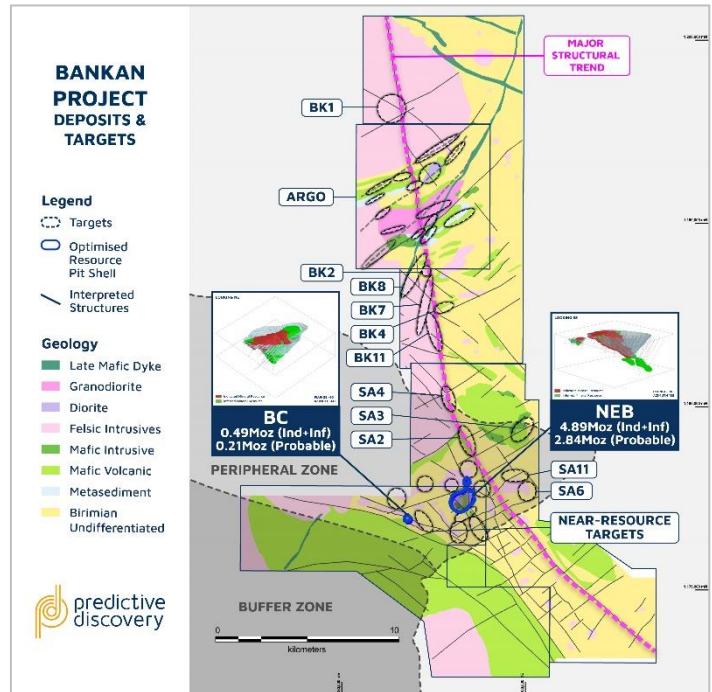 BANKAN
PROJECT
DEPOSITS &
TARGETS
Legend
Targets
Optimised
Resource
Pit Shell
Interpreted
Structures
Geology
Late Mafic Dyke
Granodiorite
Diorite
Felsic Intrusives
Mafic Intrusive
Mafic Volcanic
Metasediment
Birimian
Undifferentiated
predictive
discovery
MAJOR
STRUCTURAL
TREND
BK1
ARGO
BK2
BK8
BK7
BK4
BK11
SA4
SA3
SA2
BC
0.49Moz (Ind+Inf)
0.21Moz (Probable)
NEB
4.89Moz (Ind+Inf)
2.84Moz (Probable)
SA11
SA6
NEAR-RESOURCE
TARGETS
PERIPHERAL ZONE
BUFFER ZONE
0 10
kilometers